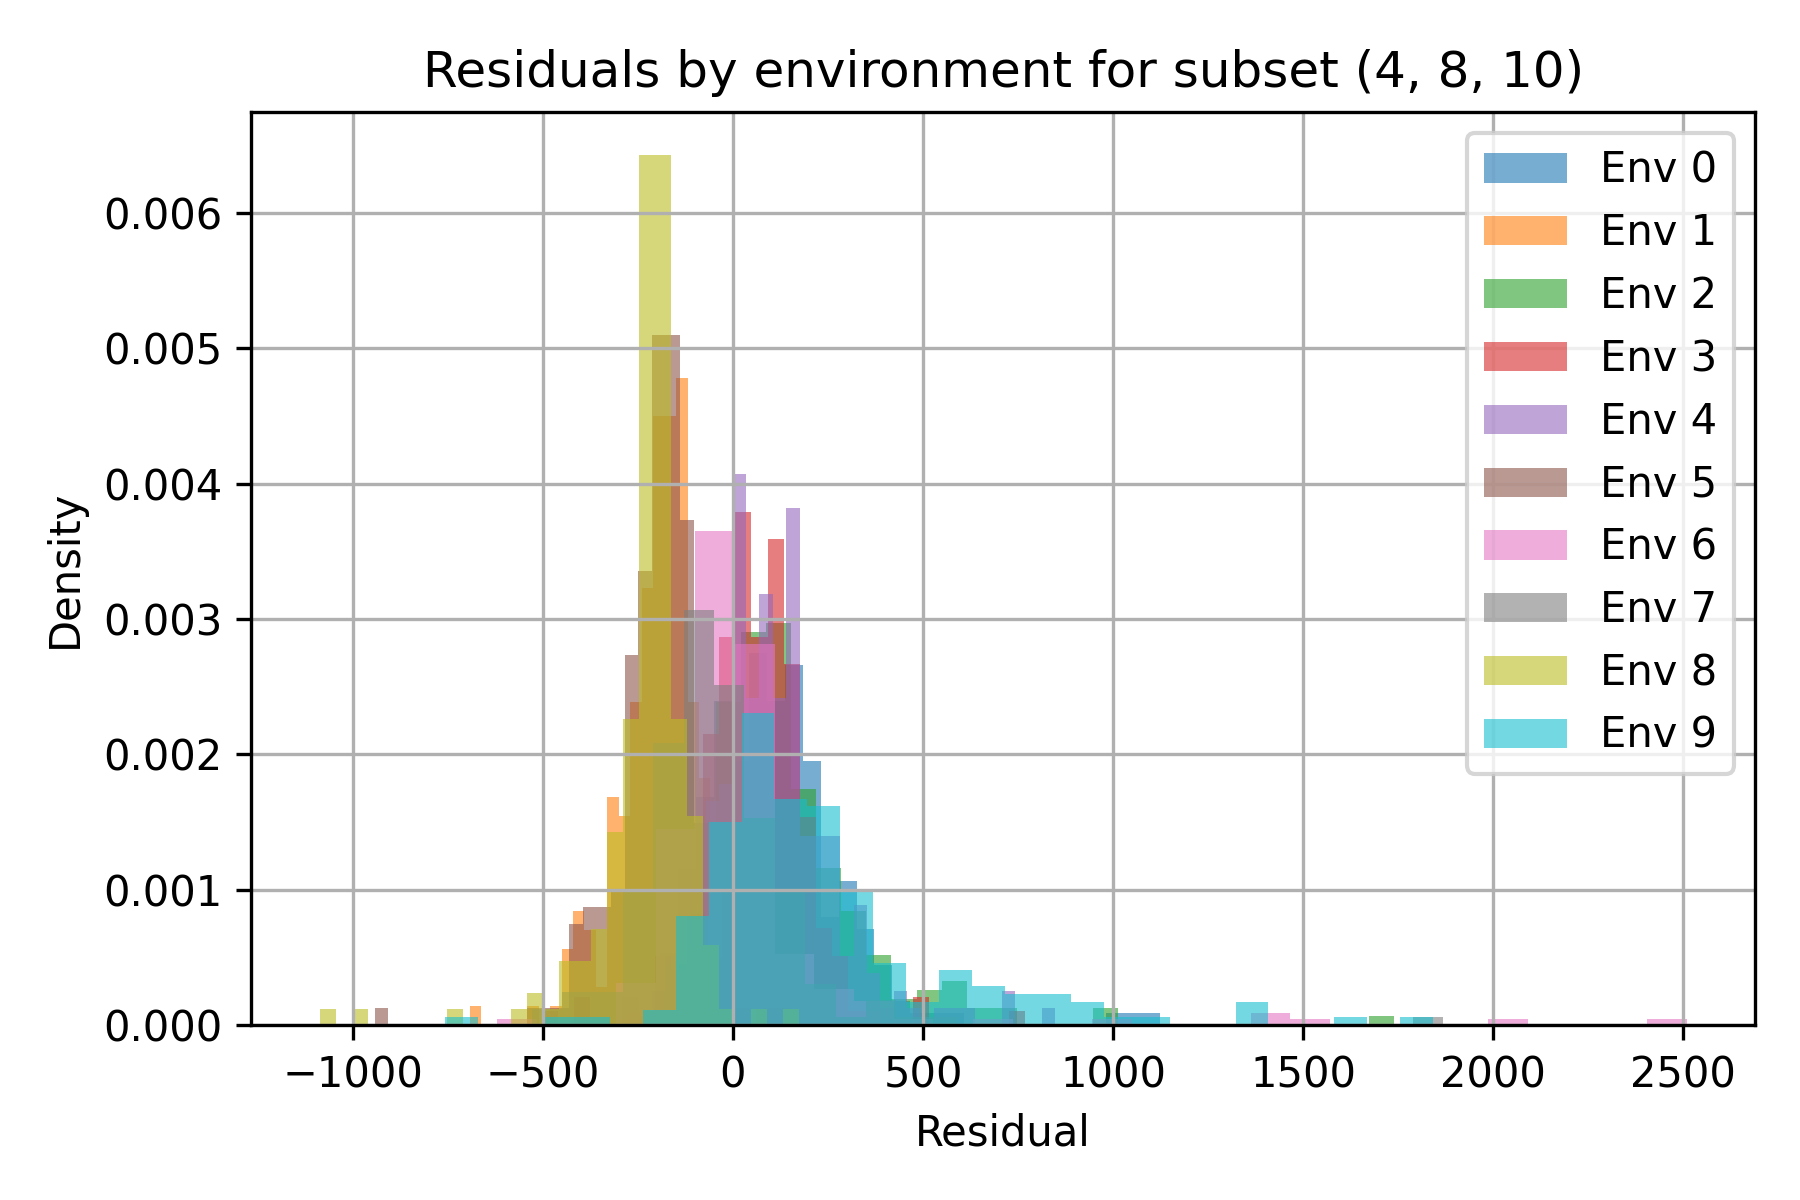 Residuals by environment for subset (4, 8, 10)
Density
0.006
0.005
0.004
0.003
0.002
0.001
0.000
−1000
−500
0
500
1000
1500
2000
2500
Residual
Env 0
Env 1
Env 2
Env 3
Env 4
Env 5
Env 6
Env 7
Env 8
Env 9